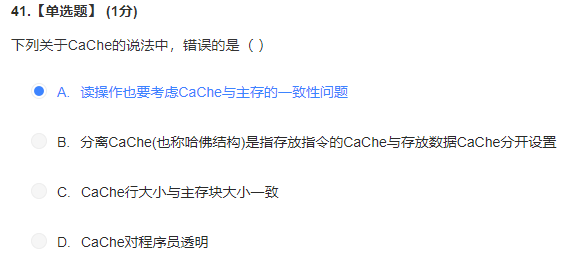 41.【单选题】 (1分)
下列关于CaChe的说法中，错误的是（ ）
A. 读操作也要考虑CaChe与主存的一致性问题
B. 分离CaChe(也称哈佛结构)是指存放指令的CaChe与存放数据CaChe分开设置
C. CaChe行大小与主存块大小一致
D. CaChe对程序员透明